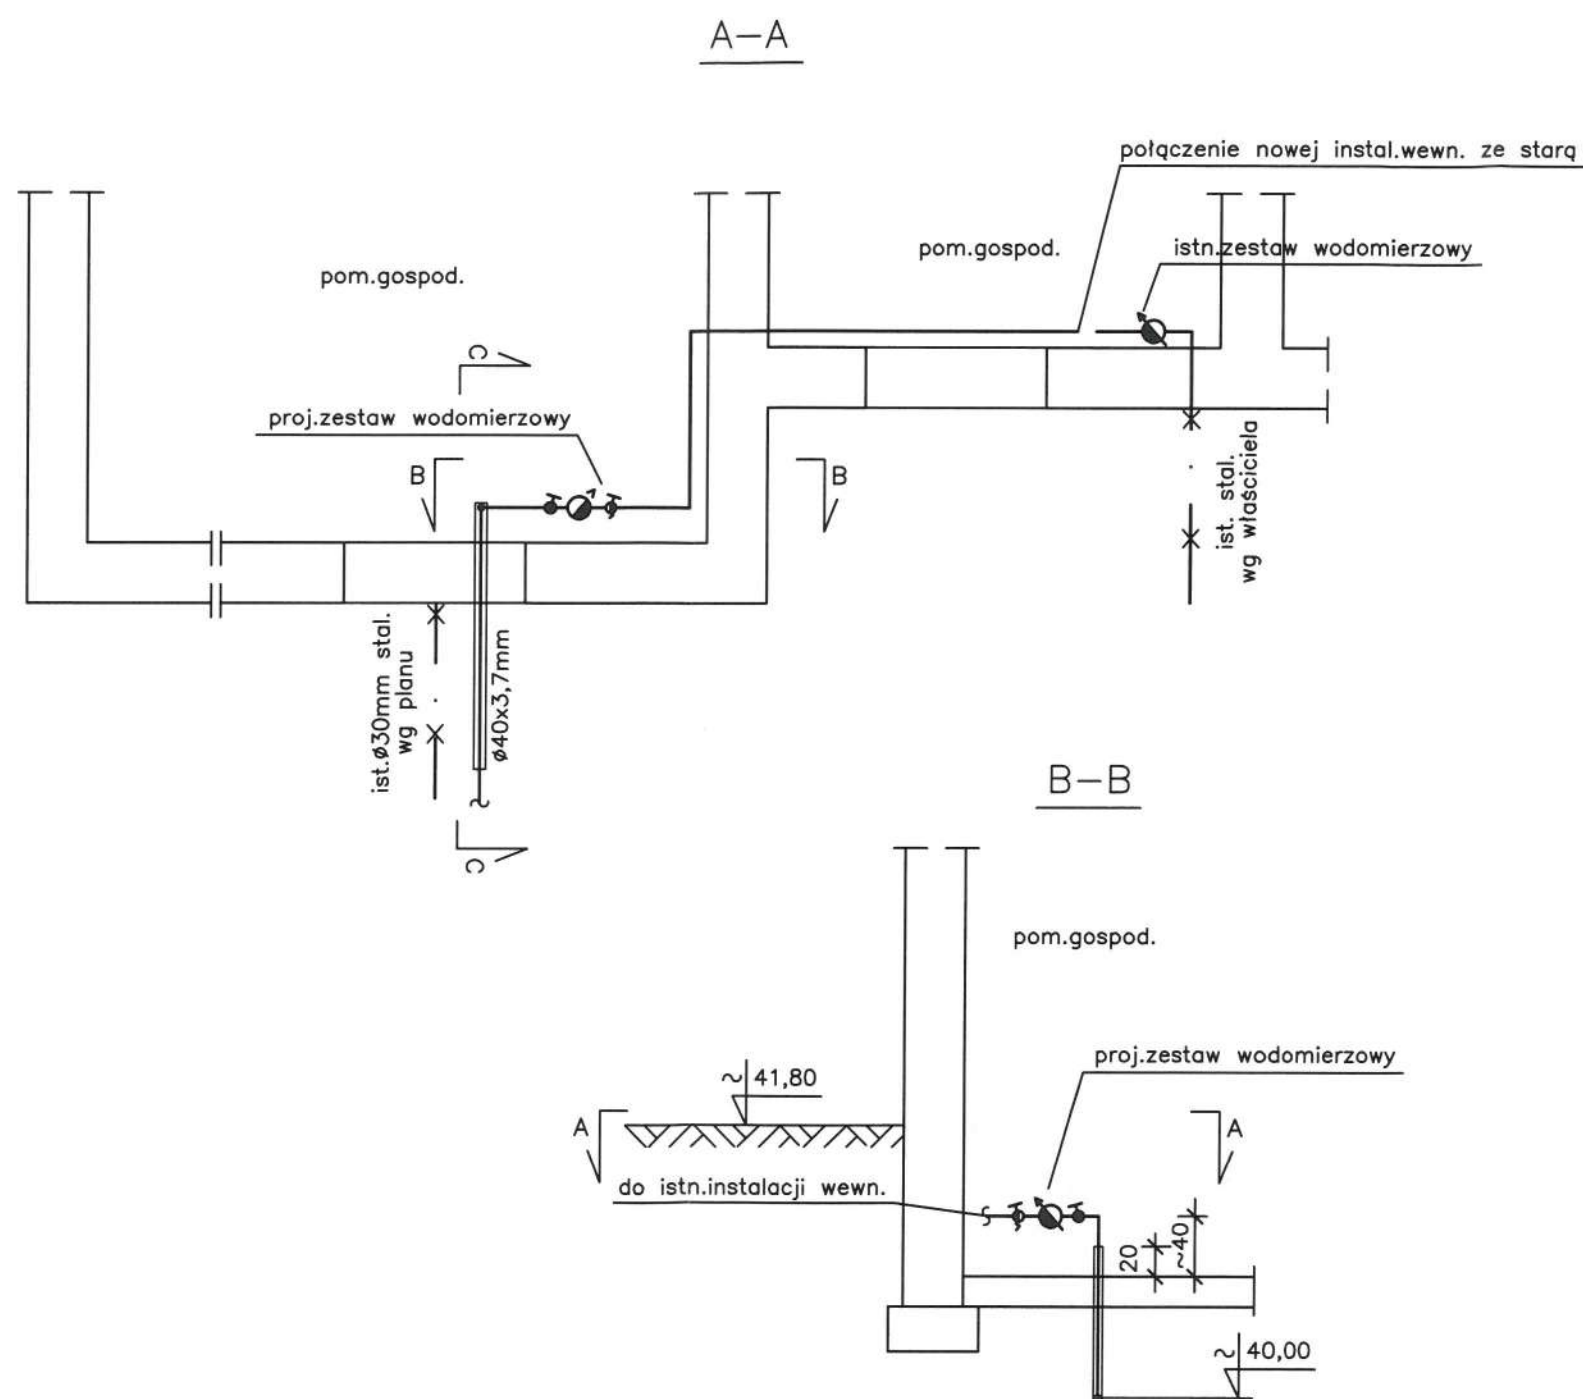 A-A
połączenie nowej instal.wewn. ze starą
pom.gospod.
istn.zestaw wodomierzowy
pom.gospod.
C
proj.zestaw wodomierzowy
B
B
ist. stal.
wg właściciela
ist.ø30mm stal.
wg planu
ø40x3,7mm
C
B-B
pom.gospod.
proj.zestaw wodomierzowy
~41,80
A
A
do istn.instalacji wewn.
20
~40
~40,00